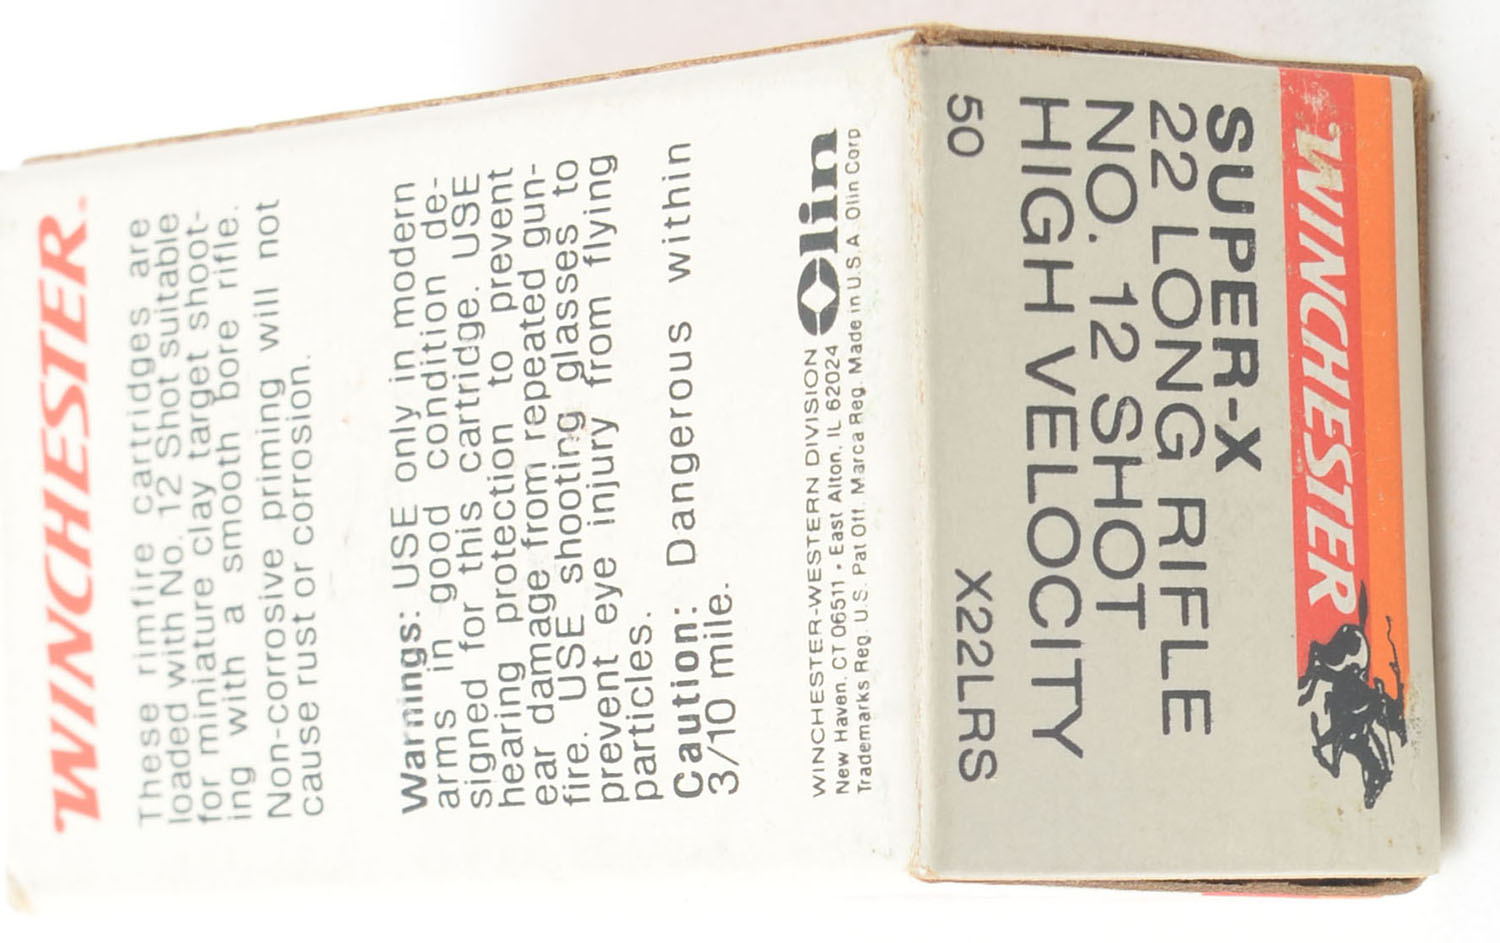 WINCHESTER®
These rimfire cartridges are
loaded with No. 12 Shot suitable
for miniature clay target shoot-
ing with a smooth bore rifle.
Non-corrosive priming will not
cause rust or corrosion.
Warnings: USE only in modern
arms in good condition de-
signed for this cartridge. USE
hearing protection to prevent
ear damage from repeated gun-
fire. USE shooting glasses to
prevent eye injury from flying
particles.
Caution: Dangerous within
3/10 mile.
WINCHESTER-WESTERN DIVISION Olin
New Haven, CT 06511 • East Alton, IL 62024
Trademarks Reg. U.S. Pat Off. Marca Reg. Made in U.S.A. Olin Corp
WINCHESTER
SUPER-X
22 LONG RIFLE
NO. 12 SHOT
HIGH VELOCITY
50 X22LRS